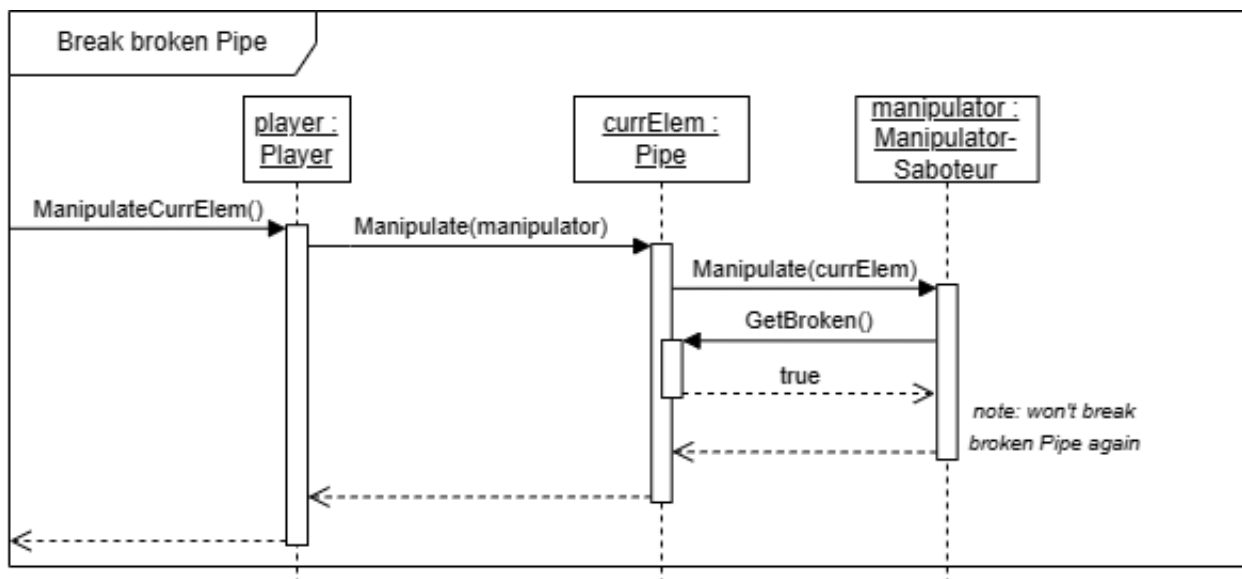 Break broken Pipe
player :
Player
currElem :
Pipe
manipulator :
Manipulator-
Saboteur
ManipulateCurrElem()
Manipulate(manipulator)
Manipulate(currElem)
GetBroken()
true
note: won't break
broken Pipe again